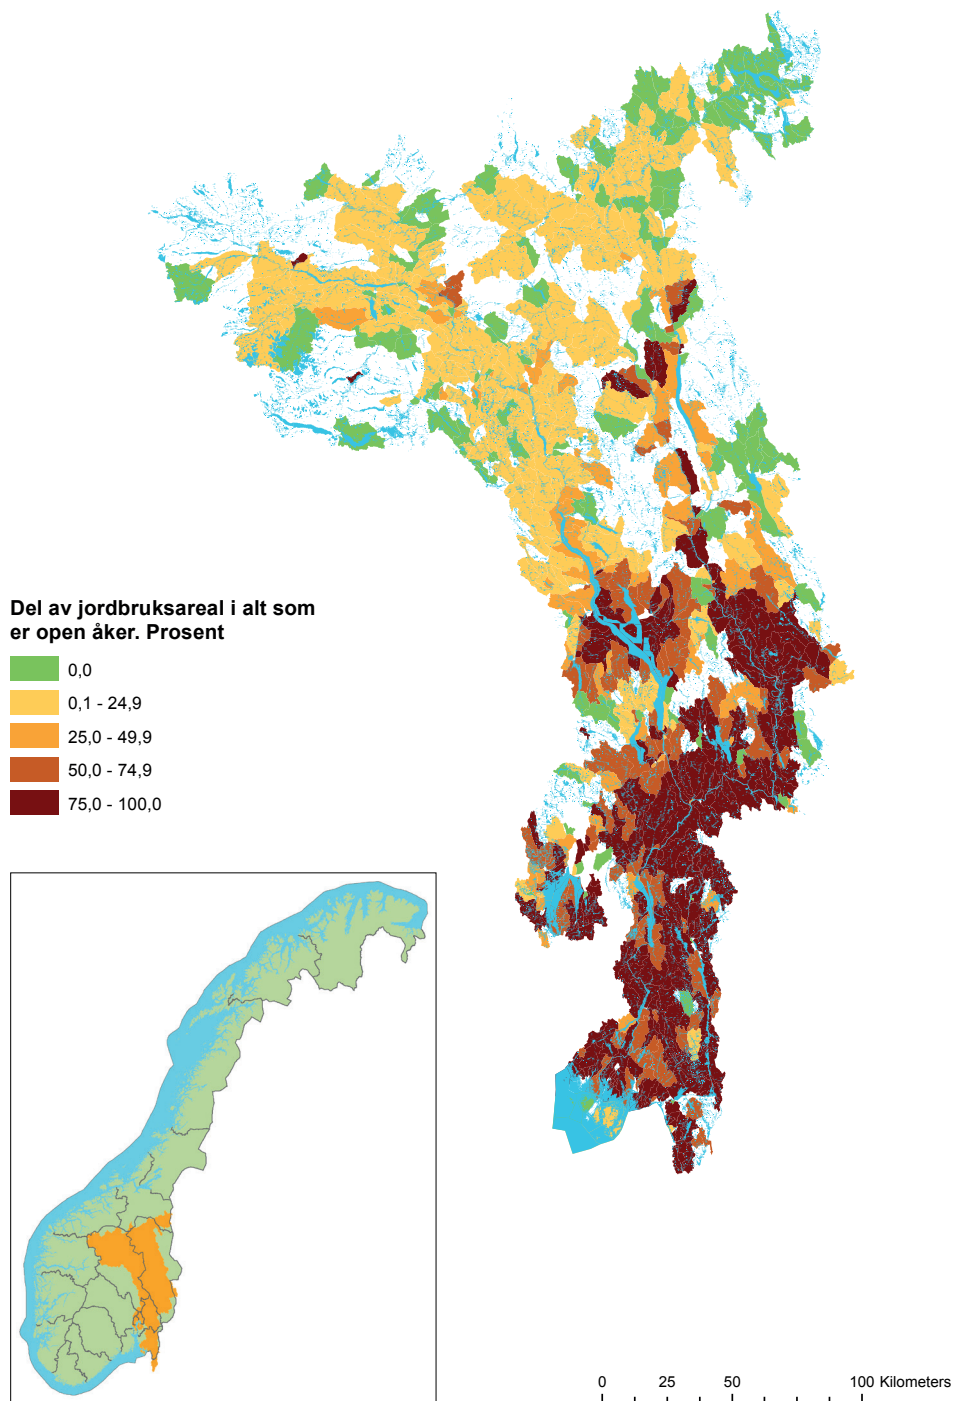 Del av jordbruksareal i alt som
er open åker. Prosent
0,0
0,1 - 24,9
25,0 - 49,9
50,0 - 74,9
75,0 - 100,0
0 25 50 100 Kilometers